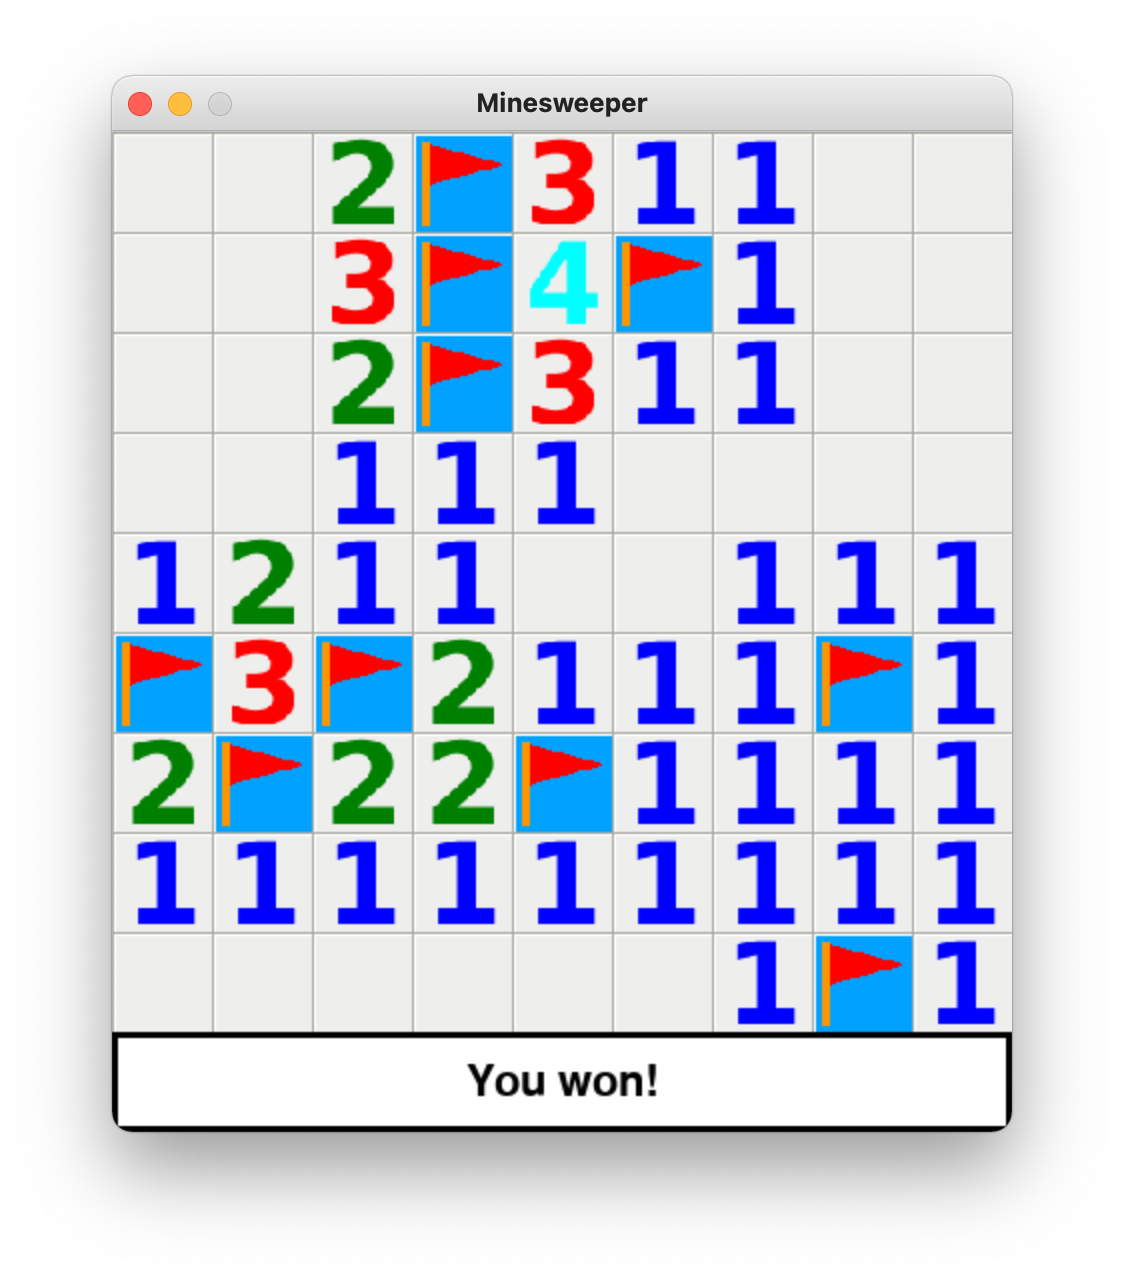 Minesweeper
2 3 1 1
3 4 1
2 3 1 1
1 1 1
1 2 1 1 1 1 1
3 2 1 1 1 1
2 2 2 1 1 1 1
1 1 1 1 1 1 1 1 1
1 1
You won!